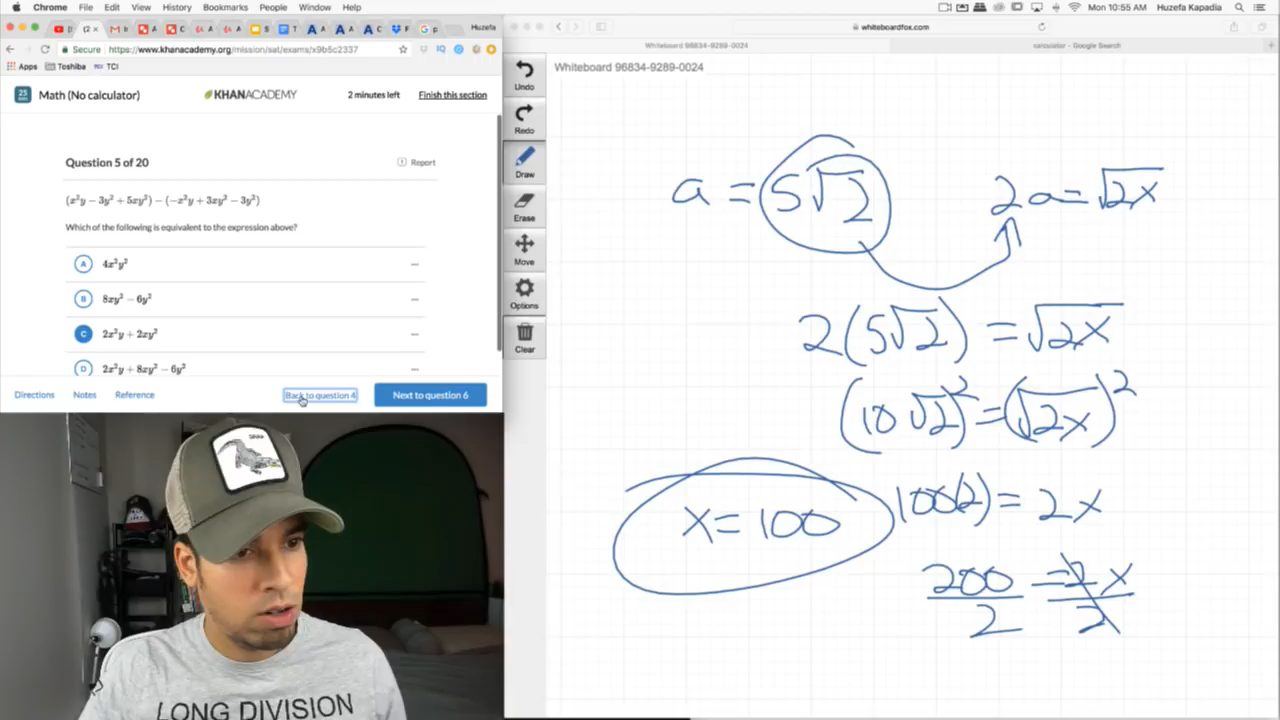 Chrome File Edit View History Bookmarks People Window Help
Mon 10:55 AM Huzefa Kapadia
Huzefa
Secure https://www.khanacademy.org/mission/sat/exams/x9b5c2337
whiteboardfox.com
Apps Toshiba TCI
Whiteboard 96834-9289-0024
calculator - Google Search
25 Math (No calculator)
KHANACADEMY
2 minutes left
Finish this section
Question 5 of 20
Report
(x²y − 3y² + 5xy²) − (−x²y + 3xy² − 3y²)
Which of the following is equivalent to the expression above?
A 4x²y²
B 8xy² − 6y²
C 2x²y + 2xy²
D 2x²y + 8xy² − 6y²
Directions Notes Reference
Back to question 4
Next to question 6
Whiteboard 96834-9289-0024
Undo
Redo
Draw
Erase
Move
Options
Clear
a = 5√2
2a = √2x
2(5√2) = √2x
(10√2)² = (√2x)²
100(2) = 2x
200/2 = 2x/2
x = 100
LONG DIVISION